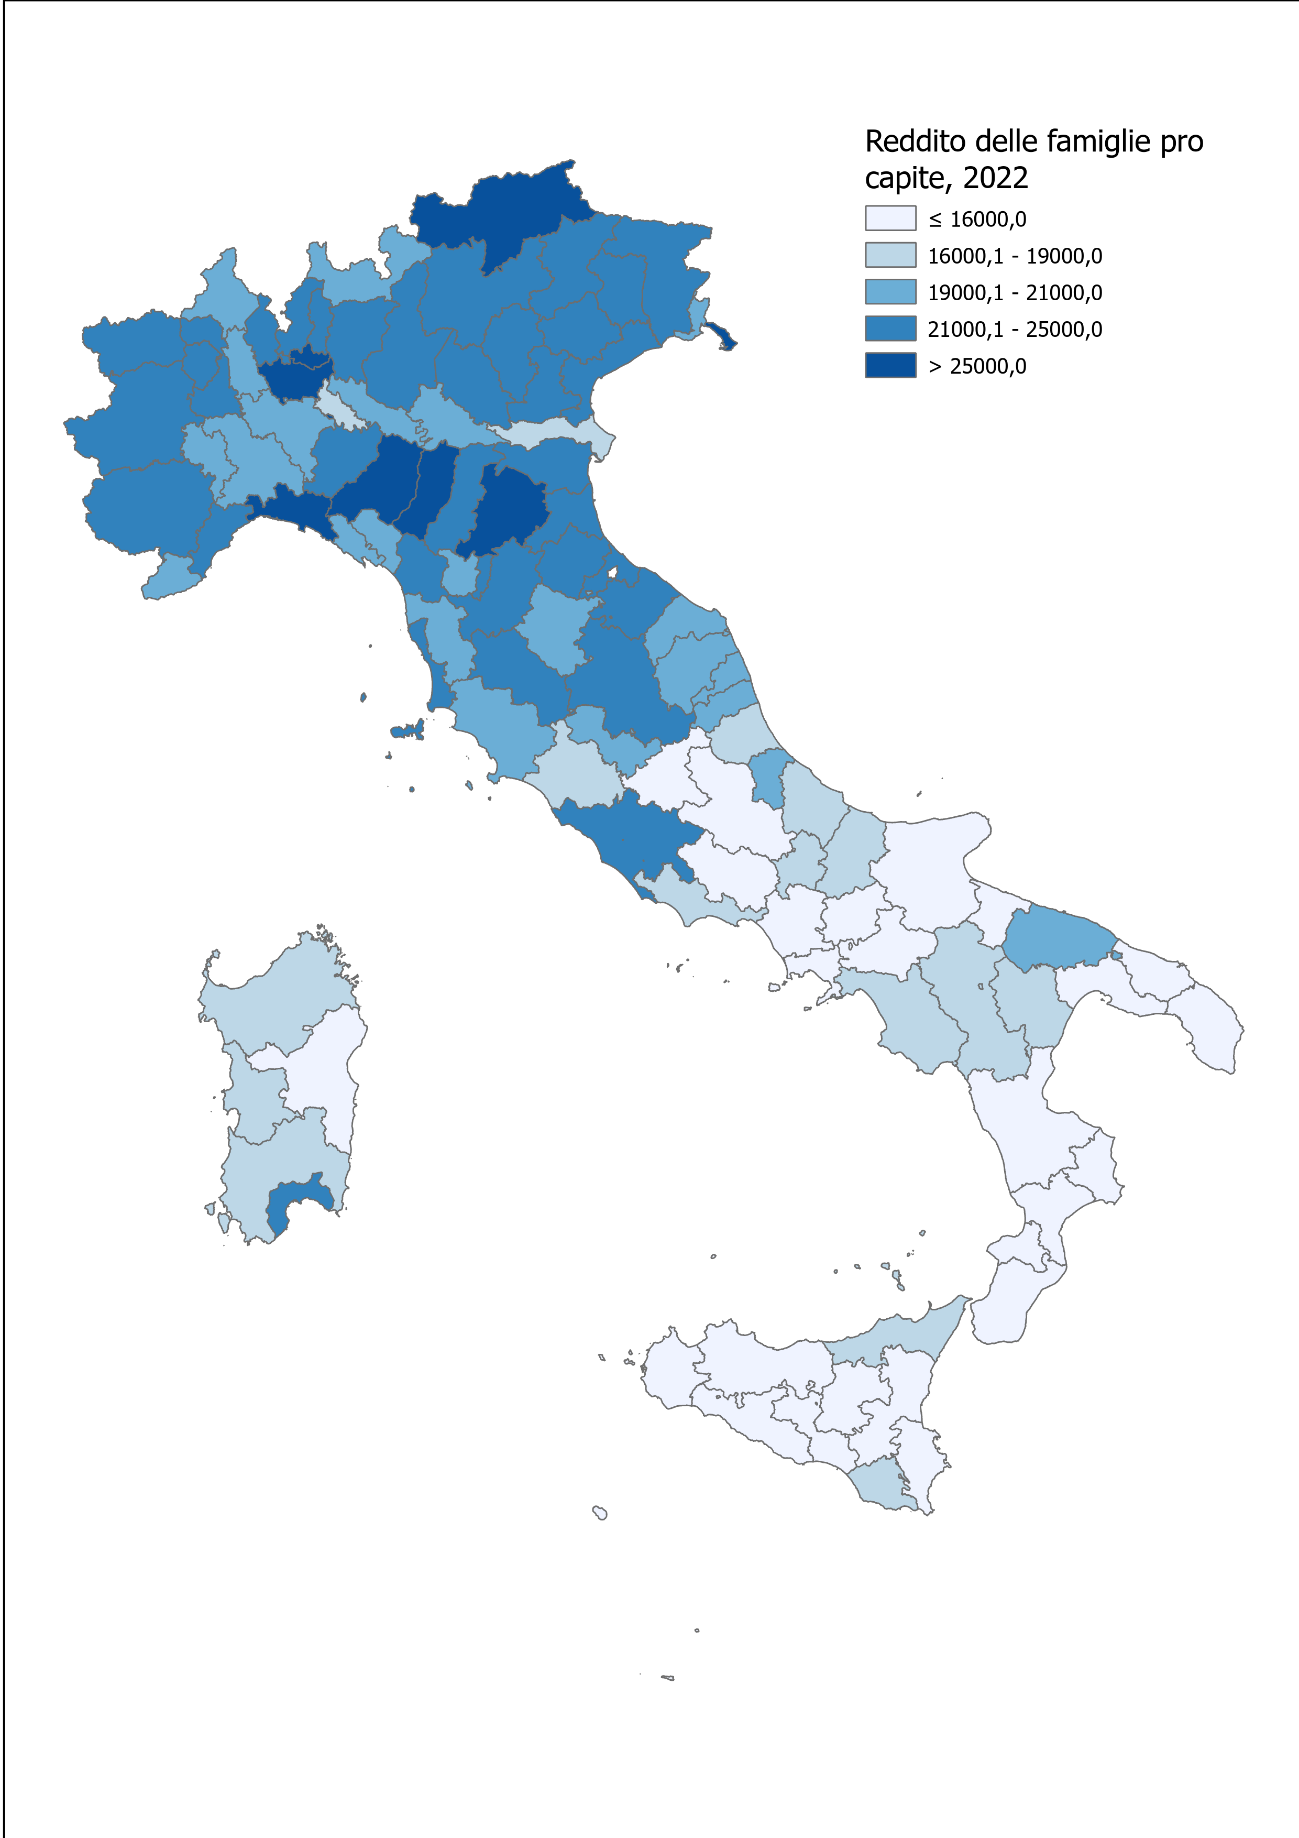 Reddito delle famiglie pro
capite, 2022
≤ 16000,0
16000,1 - 19000,0
19000,1 - 21000,0
21000,1 - 25000,0
> 25000,0